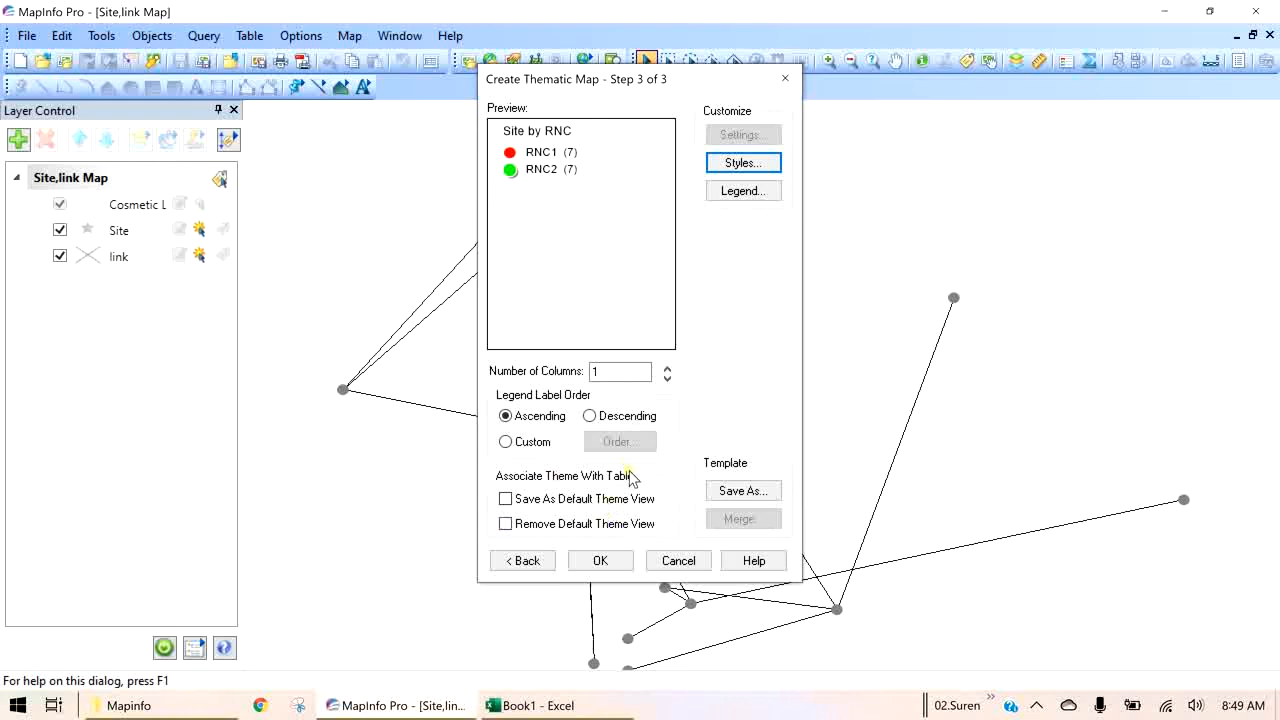 MapInfo Pro - [Site,link Map]
File Edit Tools Objects Query Table Options Map Window Help
Layer Control
Site,link Map
Cosmetic L
Site
link
Create Thematic Map - Step 3 of 3
Preview:
Site by RNC
RNC1 (7)
RNC2 (7)
Customize
Settings...
Styles...
Legend...
Number of Columns: 1
Legend Label Order
Ascending Descending
Custom Order...
Associate Theme With Table
Save As Default Theme View
Remove Default Theme View
Template
Save As...
Merge...
< Back OK Cancel Help
For help on this dialog, press F1
Mapinfo MapInfo Pro - [Site,lin... Book1 - Excel 02.Suren 8:49 AM